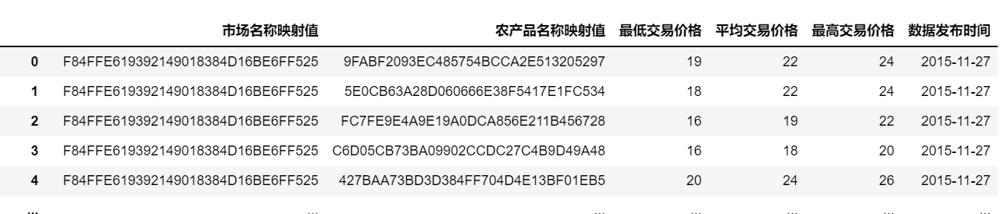 市场名称映射值 农产品名称映射值 最低交易价格 平均交易价格 最高交易价格 数据发布时间
0 F84FFE619392149018384D16BE6FF525 9FABF2093EC485754BCCA2E513205297 19 22 24 2015-11-27
1 F84FFE619392149018384D16BE6FF525 5E0CB63A28D060666E38F5417E1FC534 18 22 24 2015-11-27
2 F84FFE619392149018384D16BE6FF525 FC7FE9E4A9E19A0DCA856E211B456728 16 19 22 2015-11-27
3 F84FFE619392149018384D16BE6FF525 C6D05CB73BA09902CCDC27C4B9D49A48 16 18 20 2015-11-27
4 F84FFE619392149018384D16BE6FF525 427BAA73BD3D384FF704D4E13BF01EB5 20 24 26 2015-11-27
... ... ... ... ... ... ...